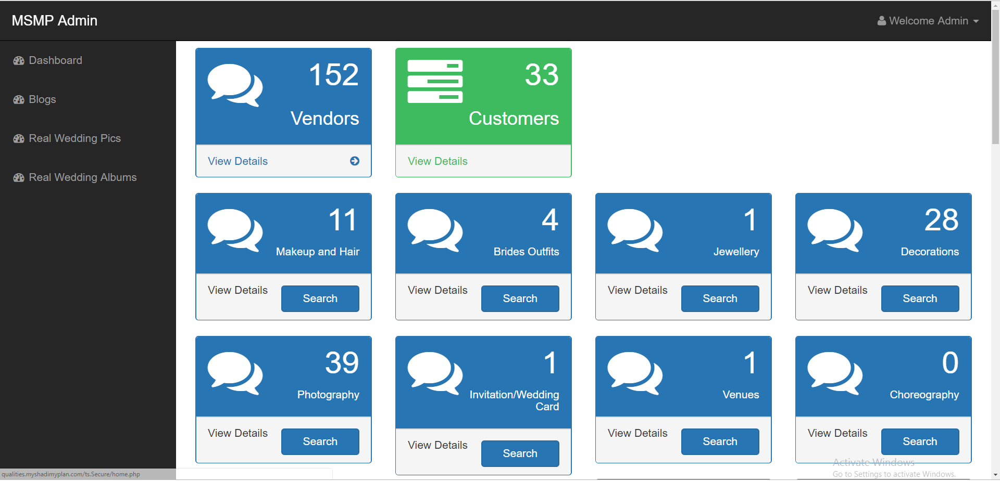 MSMP Admin
Welcome Admin
Dashboard
Blogs
Real Wedding Pics
Real Wedding Albums
152
Vendors
View Details
33
Customers
View Details
11
Makeup and Hair
View Details
Search
4
Brides Outfits
View Details
Search
1
Jewellery
View Details
Search
28
Decorations
View Details
Search
39
Photography
View Details
Search
1
Invitation/Wedding
Card
View Details
Search
1
Venues
View Details
Search
0
Choreography
View Details
Search
Activate Windows
Go to Settings to activate Windows.
qualities.myshadimyplan.com/ts.Secure/home.php